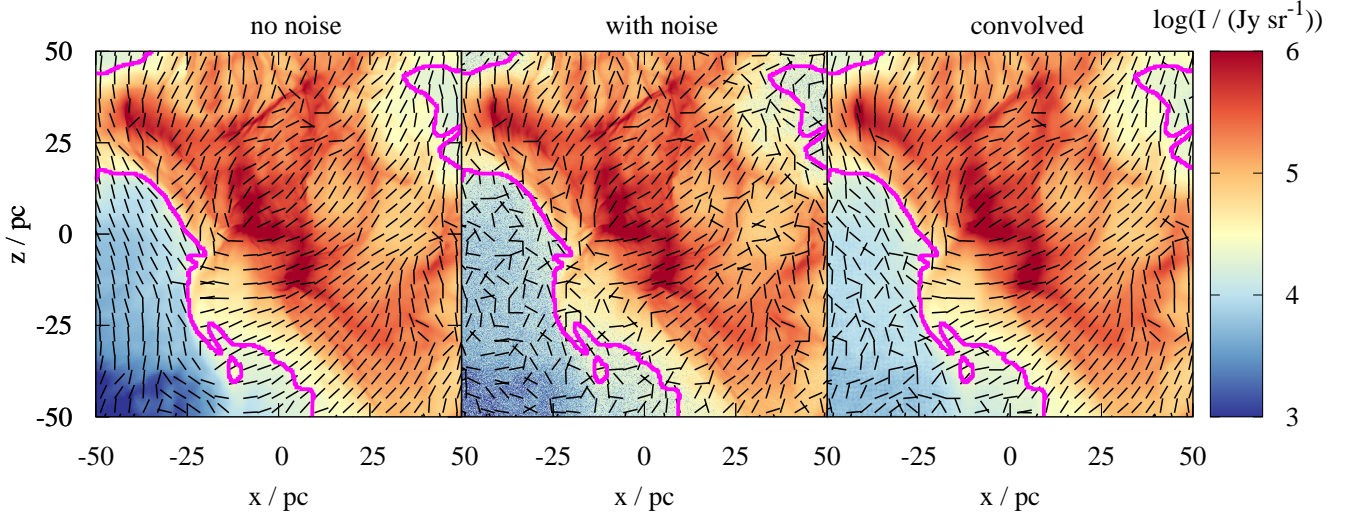 no noise with noise convolved log(I / (Jy sr⁻¹))
50
25
0
-25
-50
z / pc
6
5
4
3
-50 -25 0 25 50 -25 0 25 50 -25 0 25 50
x / pc x / pc x / pc